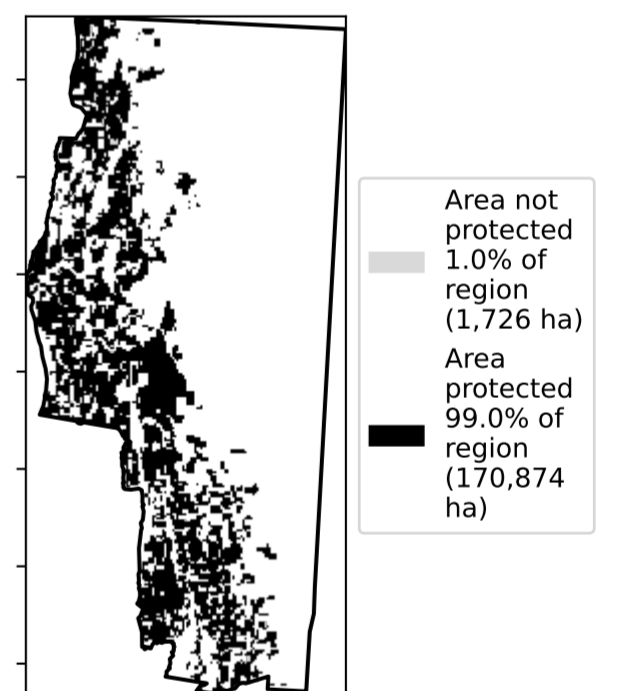 Area not
protected
1.0% of
region
(1,726 ha)
Area
protected
99.0% of
region
(170,874
ha)